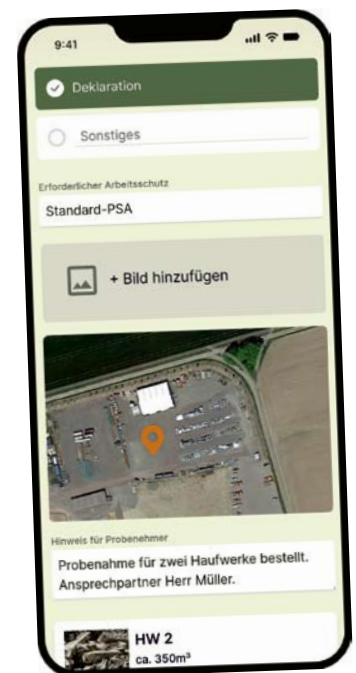 9:41
Deklaration
Sonstiges
Erforderlicher Arbeitsschutz
Standard-PSA
+ Bild hinzufügen
Hinweis für Probenehmer
Probenahme für zwei Haufwerke bestellt.
Ansprechpartner Herr Müller.
HW 2
ca. 350m³